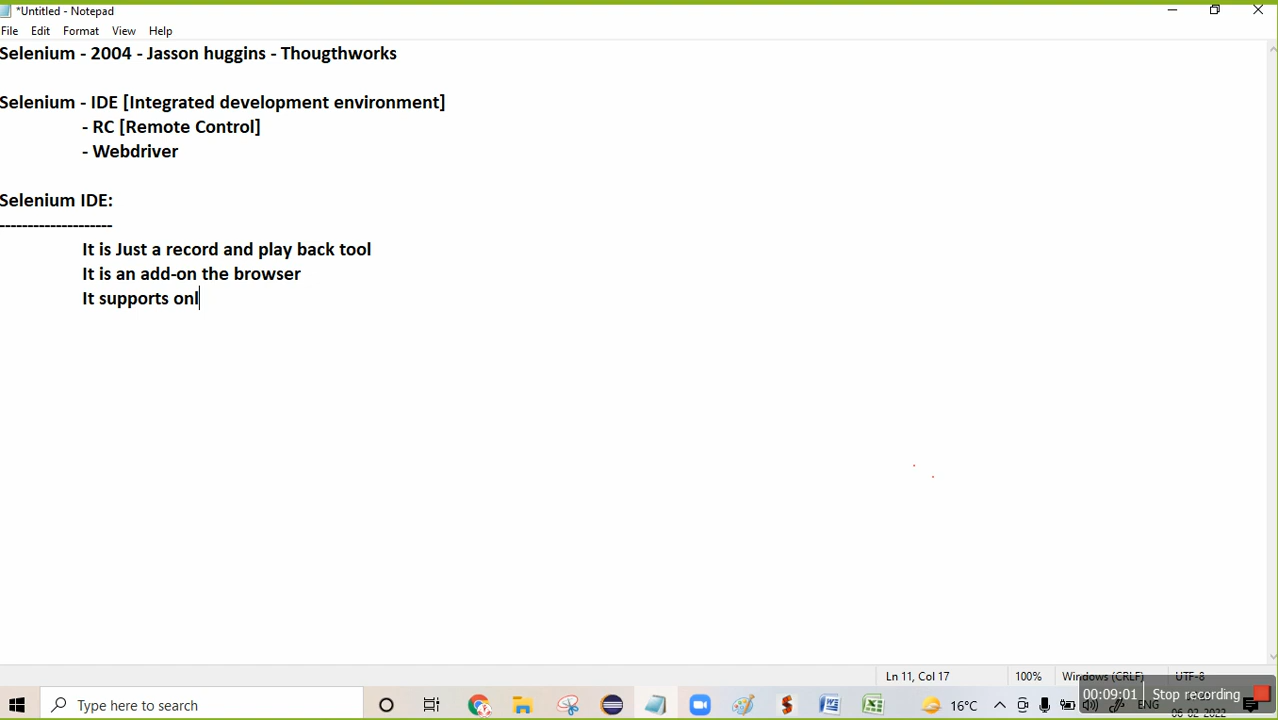 *Untitled - Notepad
File Edit Format View Help
Selenium - 2004 - Jasson huggins - Thougthworks
Selenium - IDE [Integrated development environment]
- RC [Remote Control]
- Webdriver
Selenium IDE:
--------------------
It is Just a record and play back tool
It is an add-on the browser
It supports onl
Ln 11, Col 17 100% Windows (CRLF) UTF-8
00:09:01 Stop recording
Type here to search 16°C ENG
06-02-2022